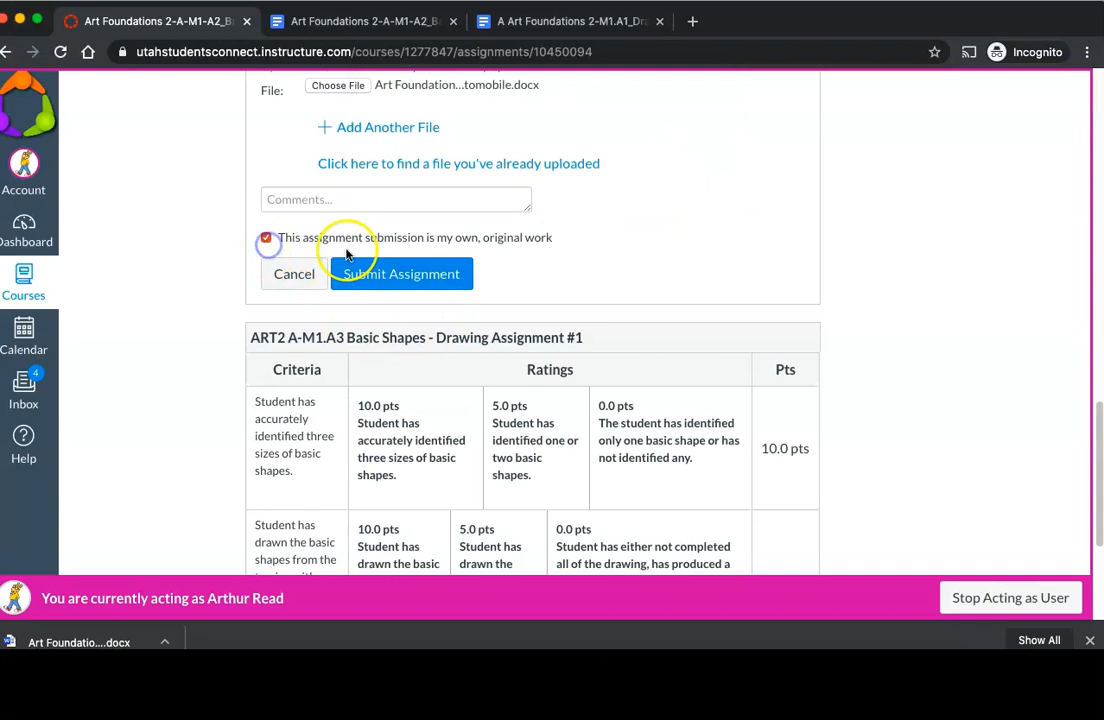 Art Foundations 2-A-M1-A2_B
Art Foundations 2-A-M1-A2_B
A Art Foundations 2-M1.A1_Dr
utahstudentsconnect.instructure.com/courses/1277847/assignments/10450094
Incognito
File:
Choose File
Art Foundation...tomobile.docx
Add Another File
Click here to find a file you've already uploaded
Comments...
This assignment submission is my own, original work
Cancel
Submit Assignment
Account
Dashboard
Courses
Calendar
4
Inbox
Help
ART2 A-M1.A3 Basic Shapes - Drawing Assignment #1
Criteria
Ratings
Pts
Student has
accurately
identified three
sizes of basic
shapes.
10.0 pts
Student has
accurately identified
three sizes of basic
shapes.
5.0 pts
Student has
identified one or
two basic
shapes.
0.0 pts
The student has identified
only one basic shape or has
not identified any.
10.0 pts
Student has
drawn the basic
shapes from the
10.0 pts
Student has
drawn the basic
5.0 pts
Student has
drawn the
0.0 pts
Student has either not completed
all of the drawing, has produced a
You are currently acting as Arthur Read
Stop Acting as User
Art Foundatio....docx
Show All